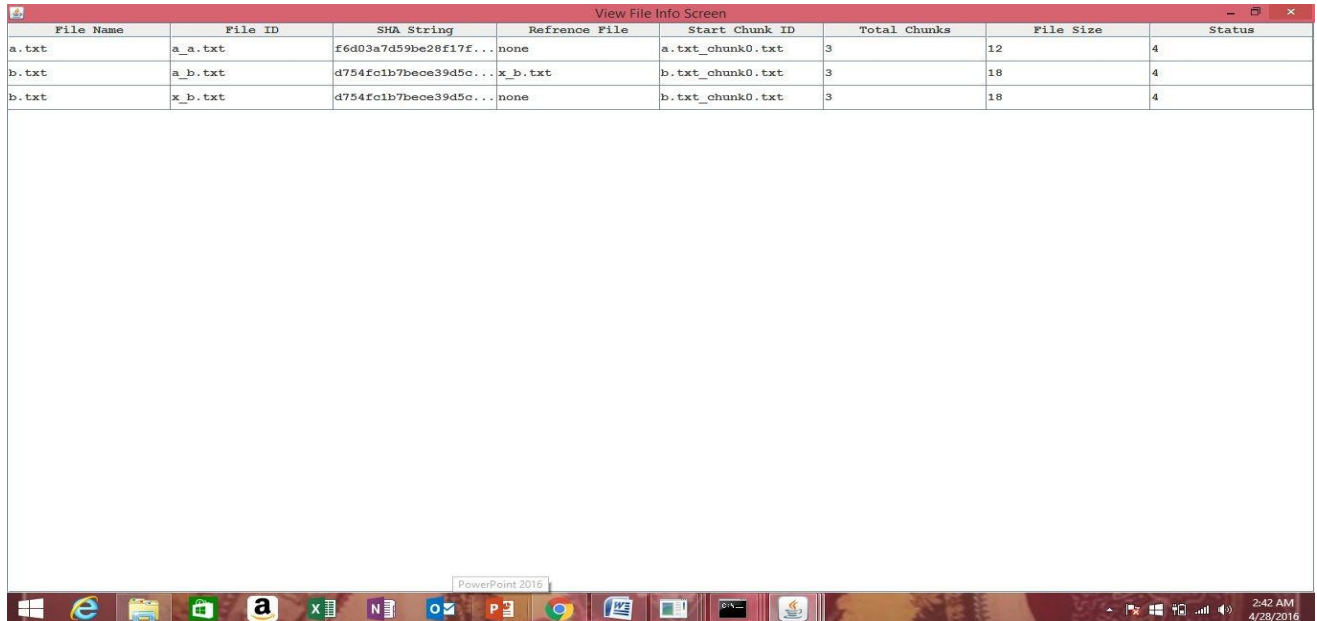 View File Info Screen
File Name File ID SHA String Refrence File Start Chunk ID Total Chunks File Size Status
a.txt a_a.txt f6d03a7d59be28f17f... none a.txt_chunk0.txt 3 12 4
b.txt a_b.txt d754fc1b7bece39d5c... x_b.txt b.txt_chunk0.txt 3 18 4
b.txt x_b.txt d754fc1b7bece39d5c... none b.txt_chunk0.txt 3 18 4
PowerPoint 2016
2:42 AM
4/28/2016